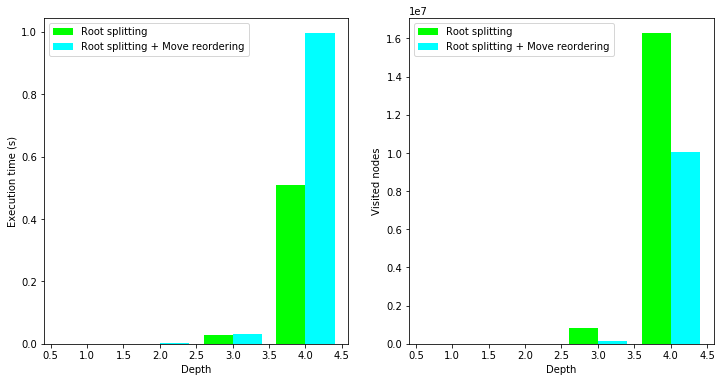 Root splitting
Root splitting + Move reordering
1.0
0.8
0.6
0.4
0.2
0.0
Execution time (s)
0.5 1.0 1.5 2.0 2.5 3.0 3.5 4.0 4.5
Depth
1e7
Root splitting
Root splitting + Move reordering
1.6
1.4
1.2
1.0
0.8
0.6
0.4
0.2
0.0
Visited nodes
0.5 1.0 1.5 2.0 2.5 3.0 3.5 4.0 4.5
Depth